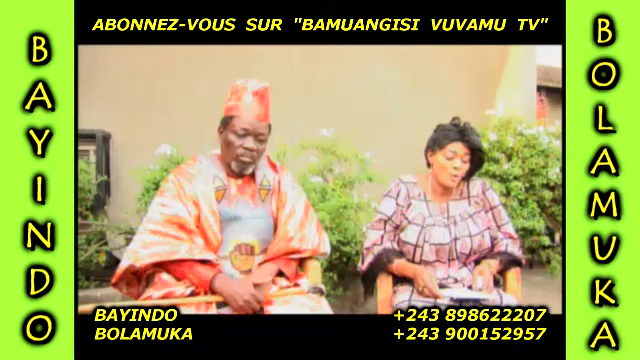 ABONNEZ-VOUS SUR "BAMUANGISI VUVAMU TV"
BAYINDO
BOLAMUKA
BAYINDO
+243 898622207
BOLAMUKA
+243 900152957